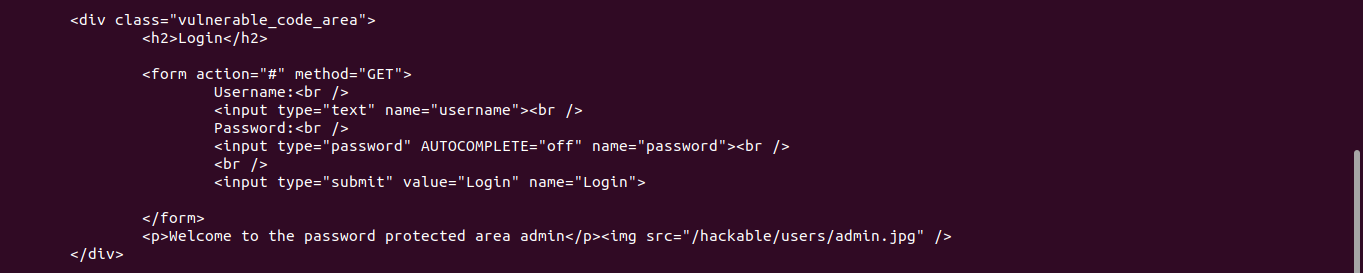 <div class="vulnerable_code_area">
<h2>Login</h2>
<form action="#" method="GET">
Username:<br />
<input type="text" name="username"><br />
Password:<br />
<input type="password" AUTOCOMPLETE="off" name="password"><br />
<br />
<input type="submit" value="Login" name="Login">
</form>
<p>Welcome to the password protected area admin</p><img src="/hackable/users/admin.jpg" />
</div>